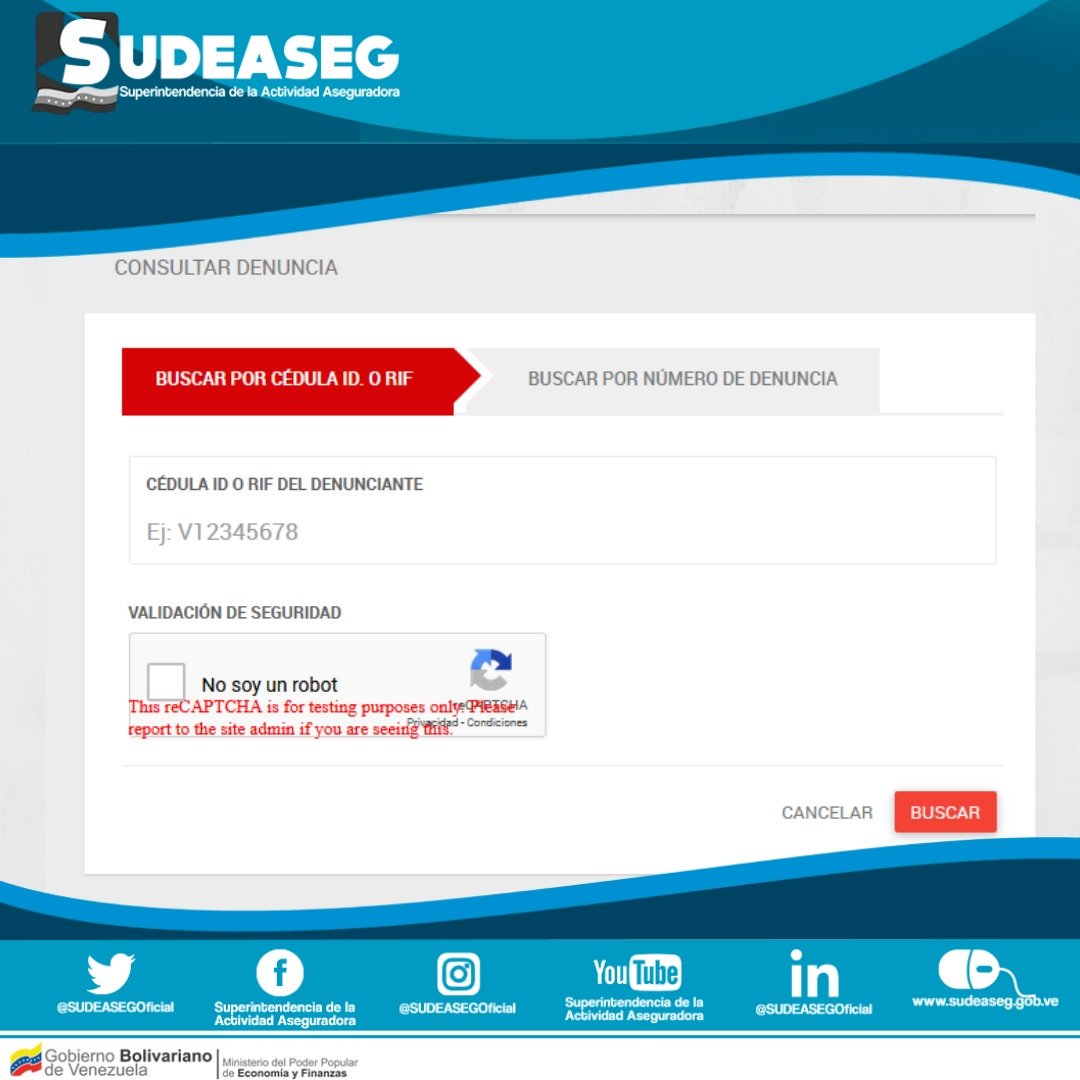 SUDEASEG
Superintendencia de la Actividad Aseguradora
CONSULTAR DENUNCIA
BUSCAR POR CÉDULA ID. O RIF
BUSCAR POR NÚMERO DE DENUNCIA
CÉDULA ID O RIF DEL DENUNCIANTE
Ej: V12345678
VALIDACIÓN DE SEGURIDAD
No soy un robot
reCAPTCHA
Privacidad - Condiciones
This reCAPTCHA is for testing purposes only. Please
report to the site admin if you are seeing this.
CANCELAR
BUSCAR
@SUDEASEGOficial
Superintendencia de la
Actividad Aseguradora
@SUDEASEGOficial
YouTube
Superintendencia de la
Actividad Aseguradora
in
@SUDEASEGOficial
www.sudeaseg.gob.ve
Gobierno Bolivariano
de Venezuela
Ministerio del Poder Popular
de Economía y Finanzas